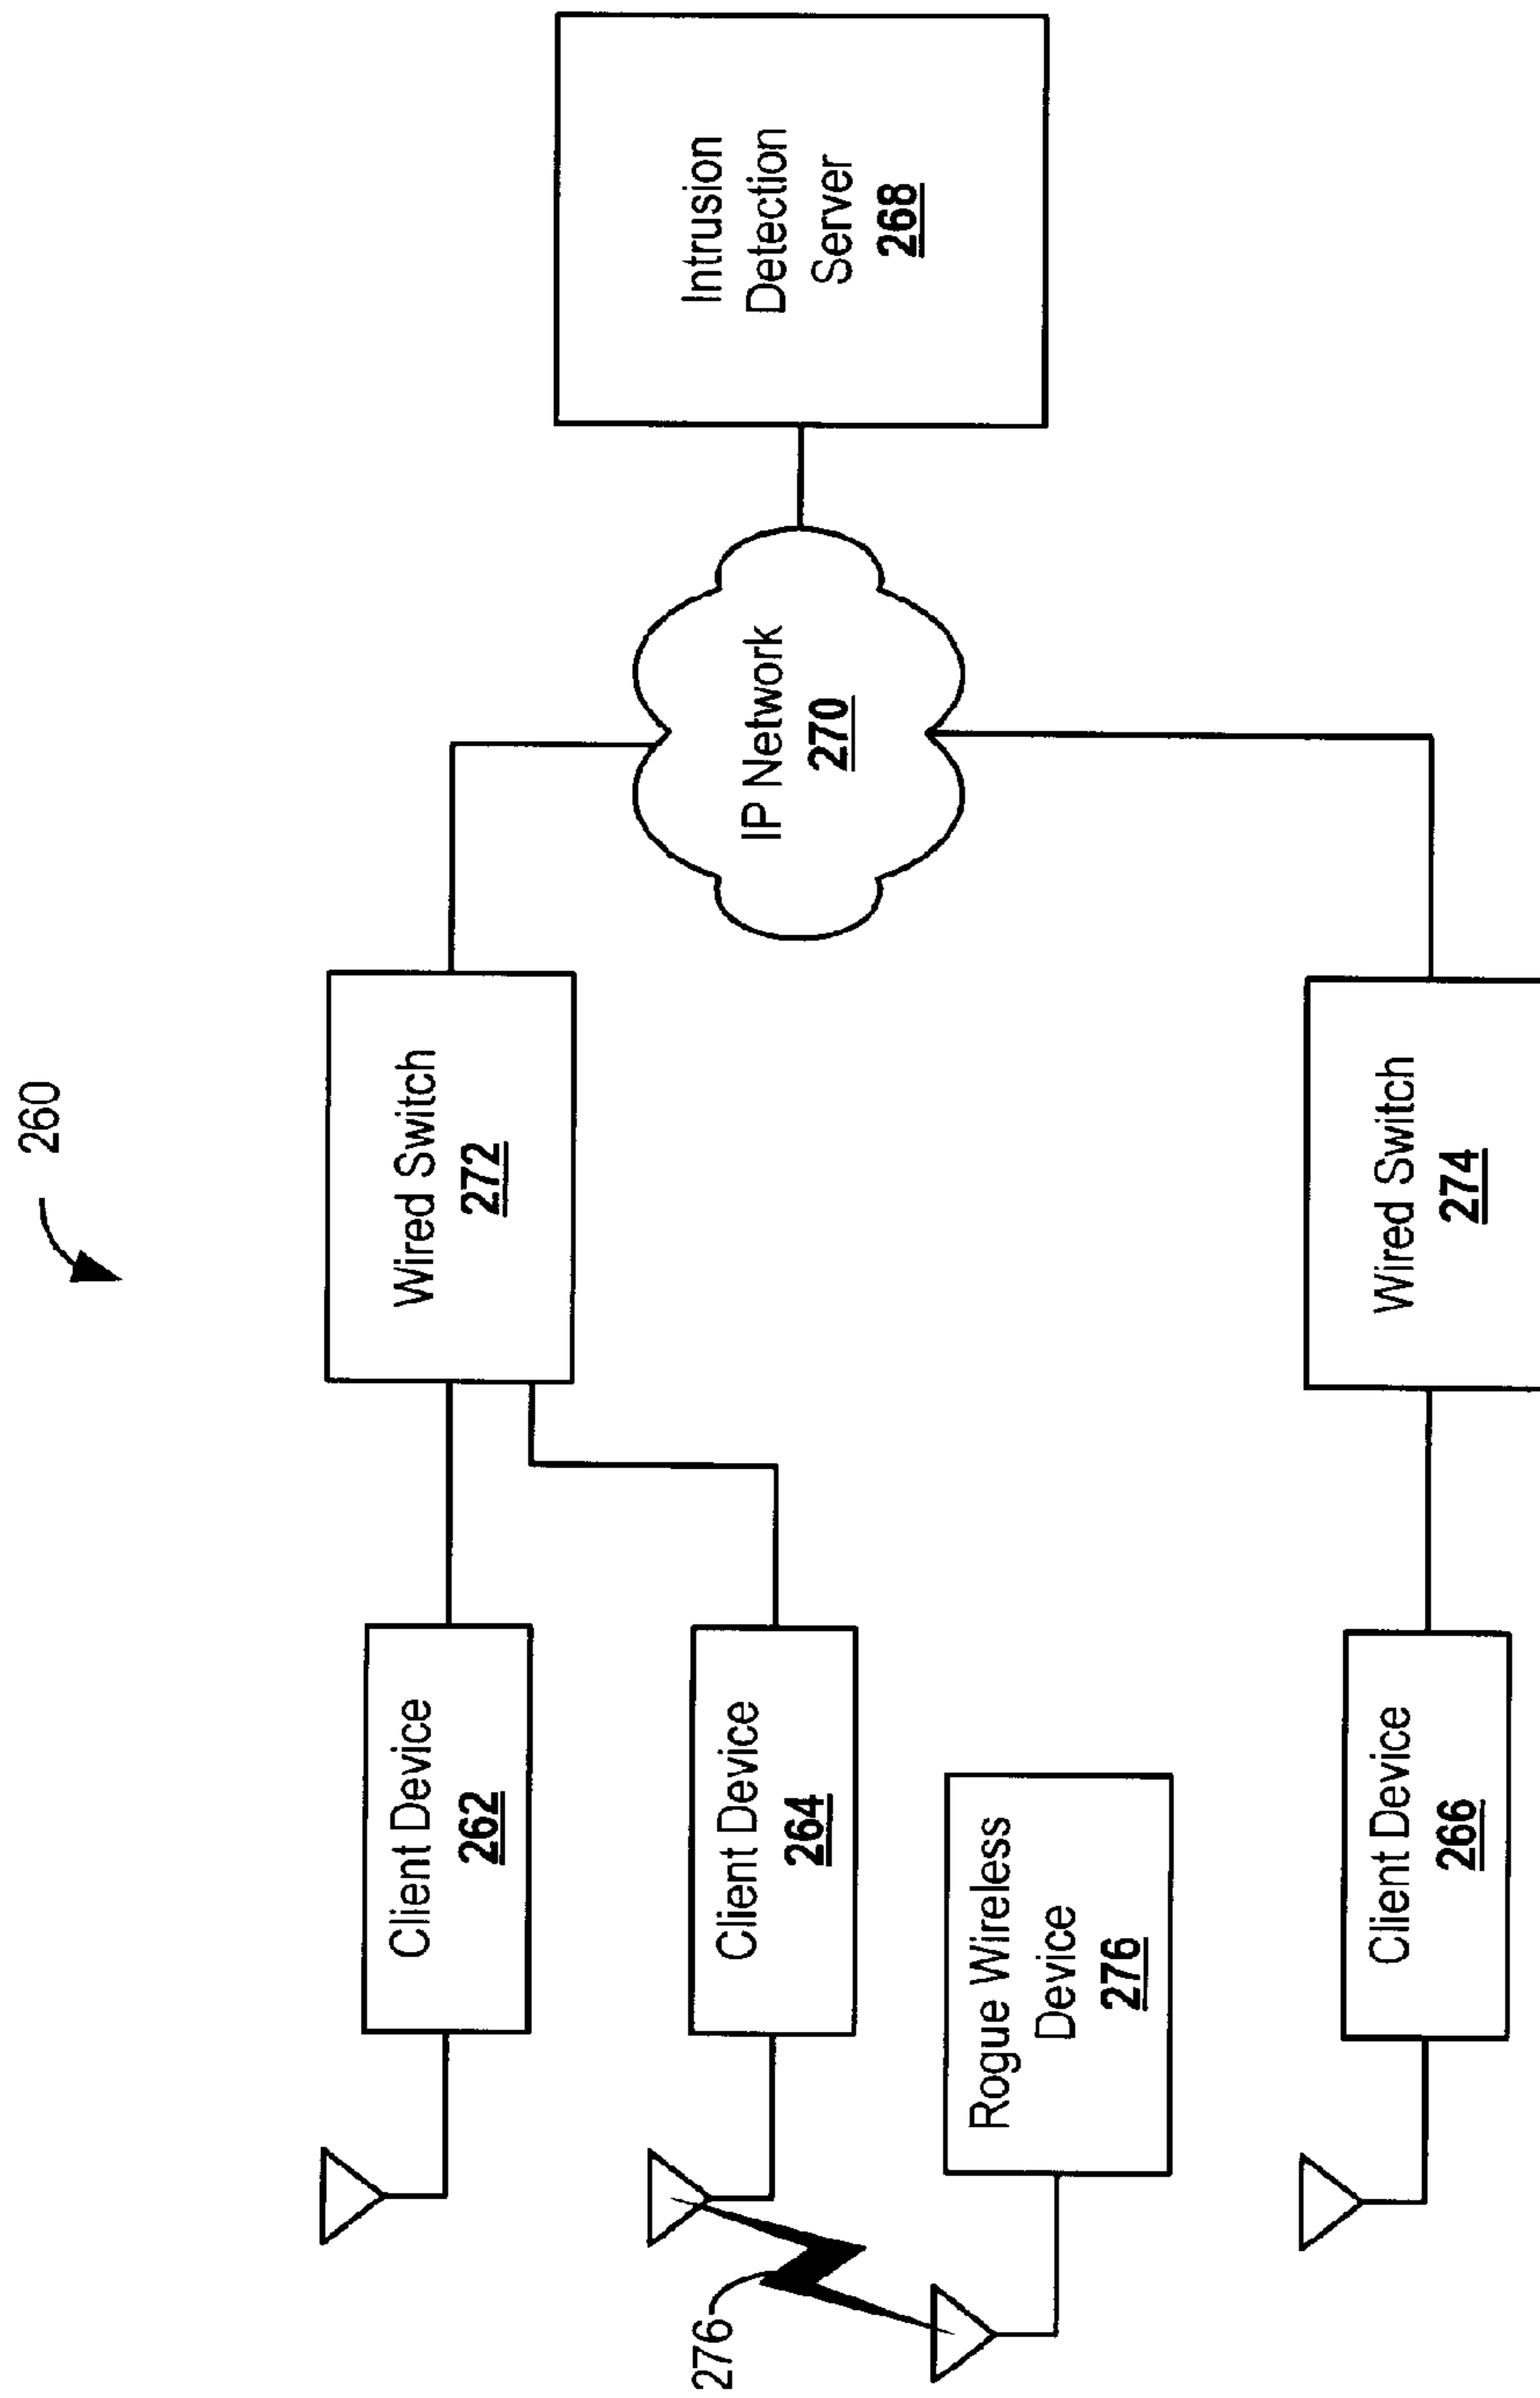 260
Client Device
262
Wired Switch
272
Client Device
264
IP Network
270
Intrusion
Detection
Server
268
276
Rogue Wireless
Device
276
Client Device
266
Wired Switch
274